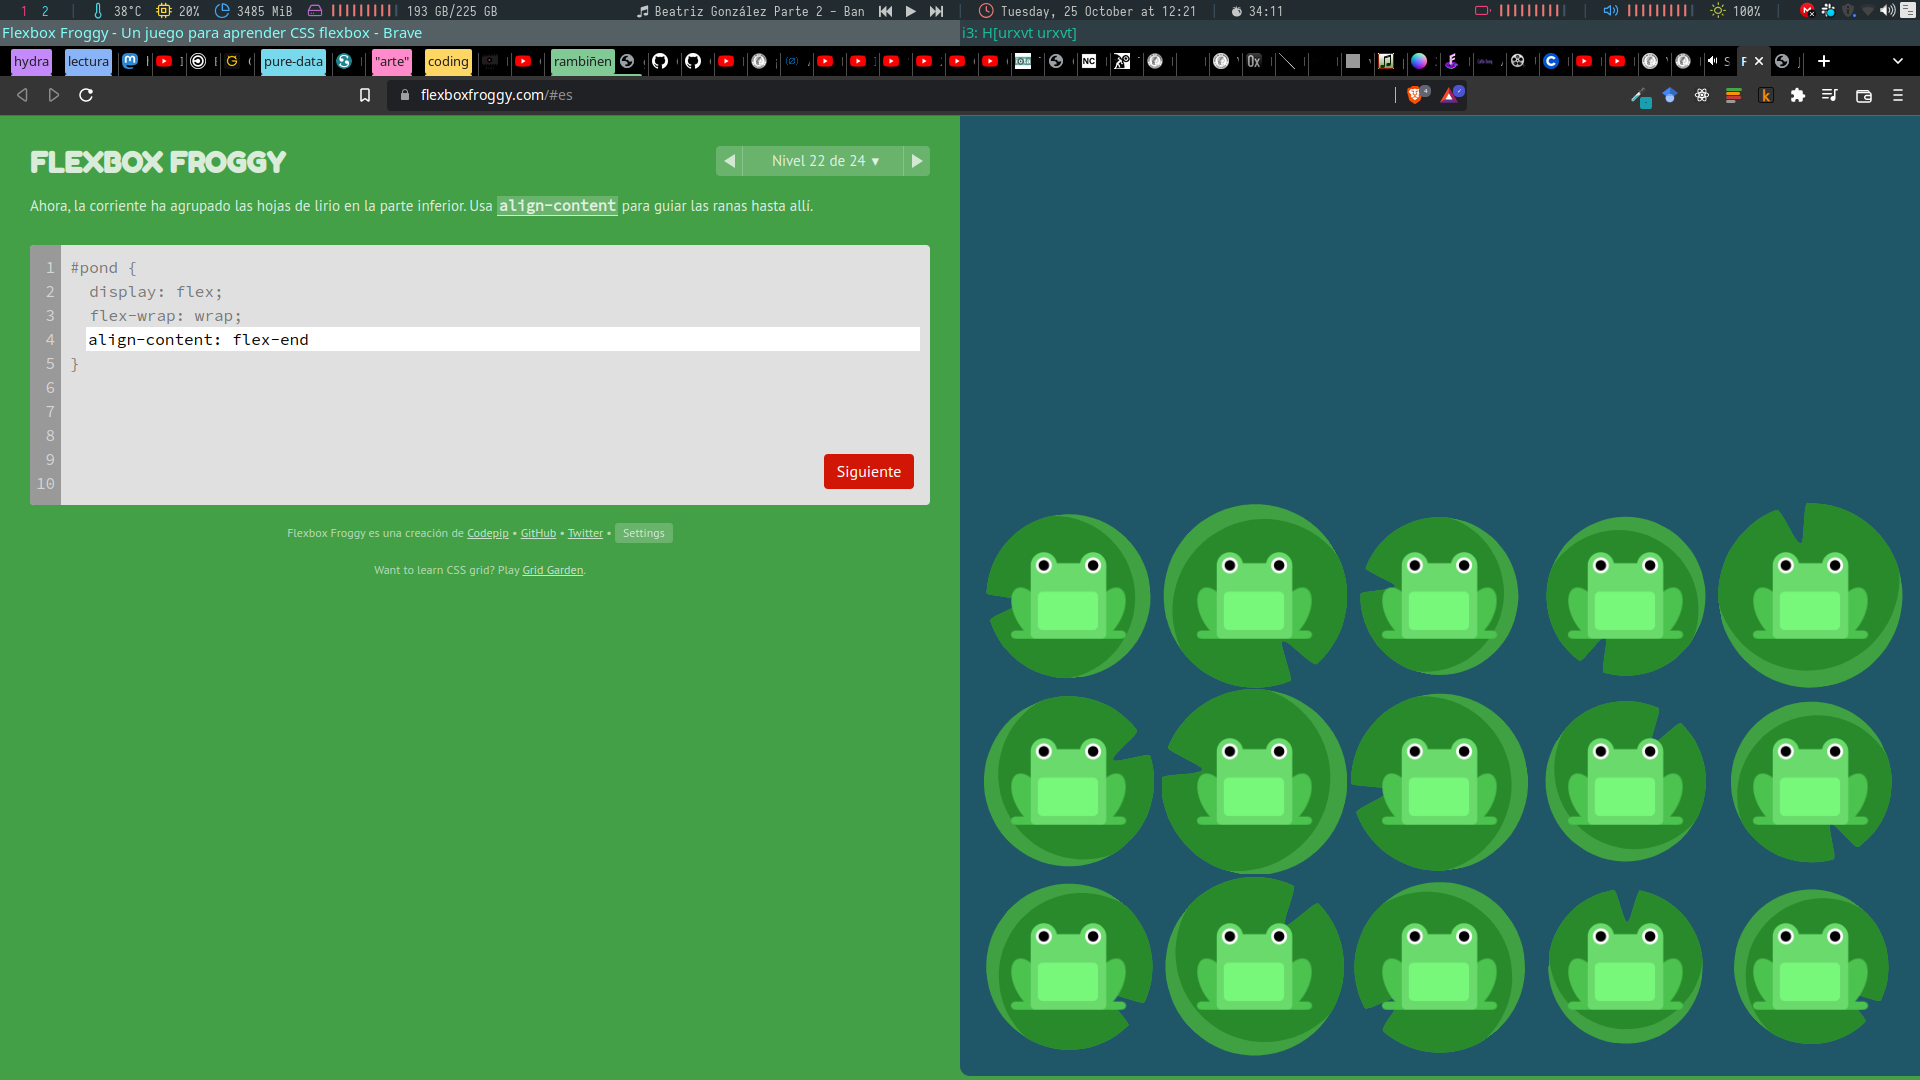 1 2 38°C 20% 3485 MiB 193 GB/225 GB Beatriz González Parte 2 – Ban Tuesday, 25 October at 12:21 34:11 100%
Flexbox Froggy - Un juego para aprender CSS flexbox - Brave i3: H[urxvt urxvt]
hydra lectura pure-data "arte" coding rambiñen
flexboxfroggy.com/#es
FLEXBOX FROGGY
Nivel 22 de 24 ▼
Ahora, la corriente ha agrupado las hojas de lirio en la parte inferior. Usa align-content para guiar las ranas hasta allí.
1 #pond {
2 display: flex;
3 flex-wrap: wrap;
4 align-content: flex-end
5 }
6
7
8
9
10
Siguiente
Flexbox Froggy es una creación de Codepip • GitHub • Twitter • Settings
Want to learn CSS grid? Play Grid Garden.